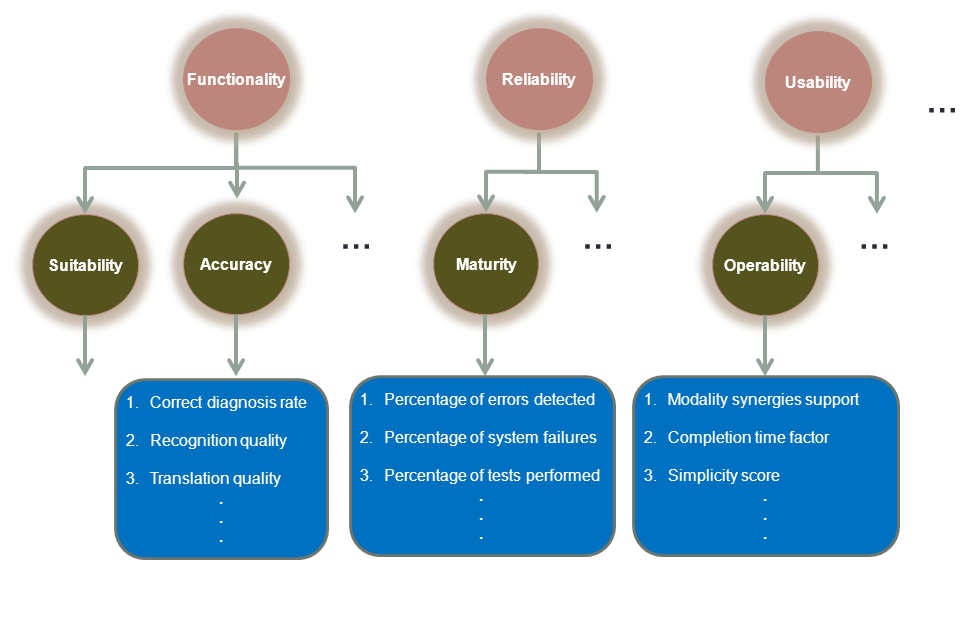 Functionality
Reliability
Usability
...
Suitability
Accuracy
...
Maturity
...
Operability
...
1. Correct diagnosis rate
2. Recognition quality
3. Translation quality
.
.
.
1. Percentage of errors detected
2. Percentage of system failures
3. Percentage of tests performed
.
.
.
1. Modality synergies support
2. Completion time factor
3. Simplicity score
.
.
.